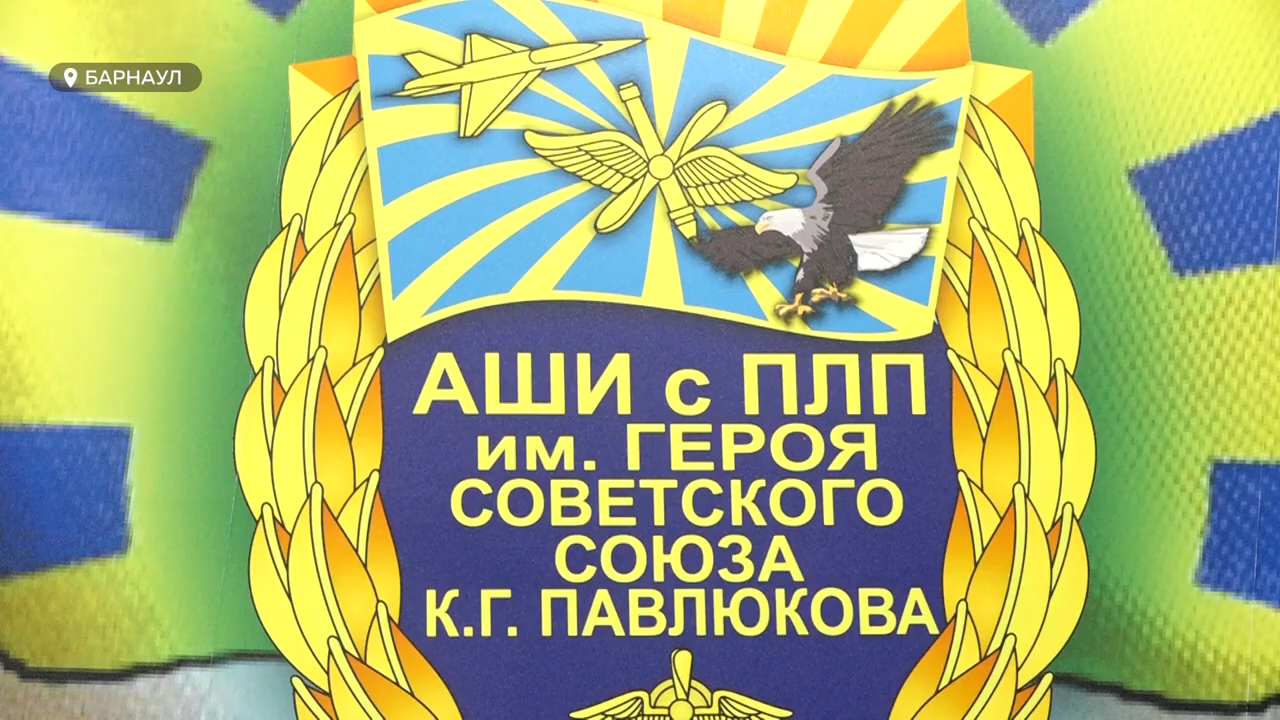 БАРНАУЛ
АШИ с ПЛП
им. ГЕРОЯ
СОВЕТСКОГО
СОЮЗА
К.Г. ПАВЛЮКОВА